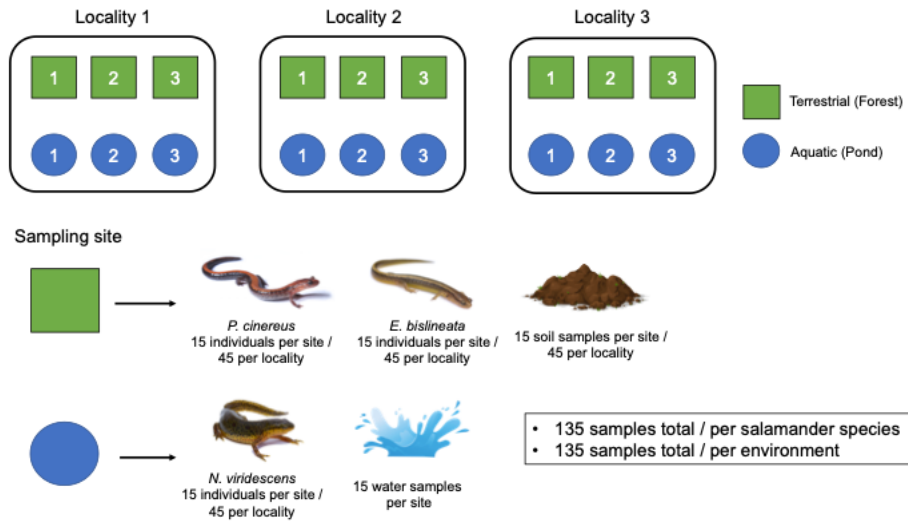 Locality 1
Locality 2
Locality 3
1 2 3
1 2 3
1 2 3
Terrestrial (Forest)
1 2 3
1 2 3
1 2 3
Aquatic (Pond)
Sampling site
P. cinereus
15 individuals per site /
45 per locality
E. bislineata
15 individuals per site /
45 per locality
15 soil samples per site /
45 per locality
N. viridescens
15 individuals per site /
45 per locality
15 water samples
per site
• 135 samples total / per salamander species
• 135 samples total / per environment